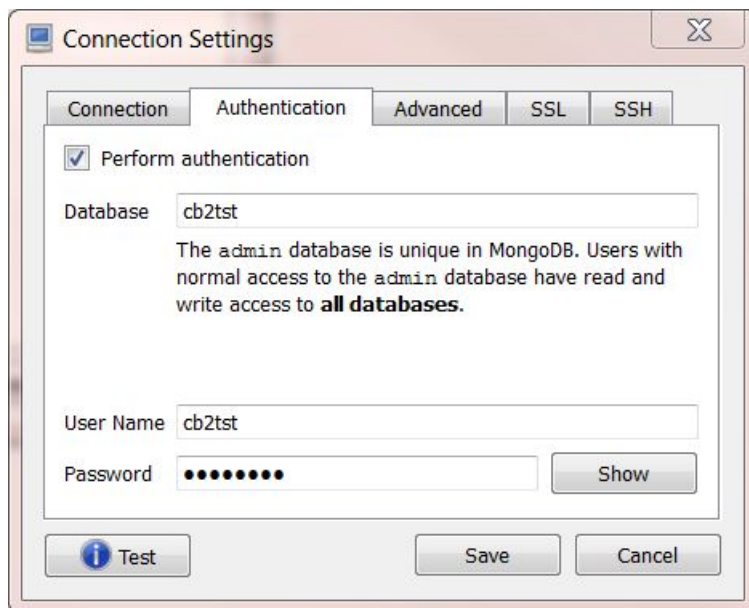 Connection Settings
Connection Authentication Advanced SSL SSH
Perform authentication
Database cb2tst
The admin database is unique in MongoDB. Users with
normal access to the admin database have read and
write access to all databases.
User Name cb2tst
Password ●●●●●●●● Show
Test Save Cancel